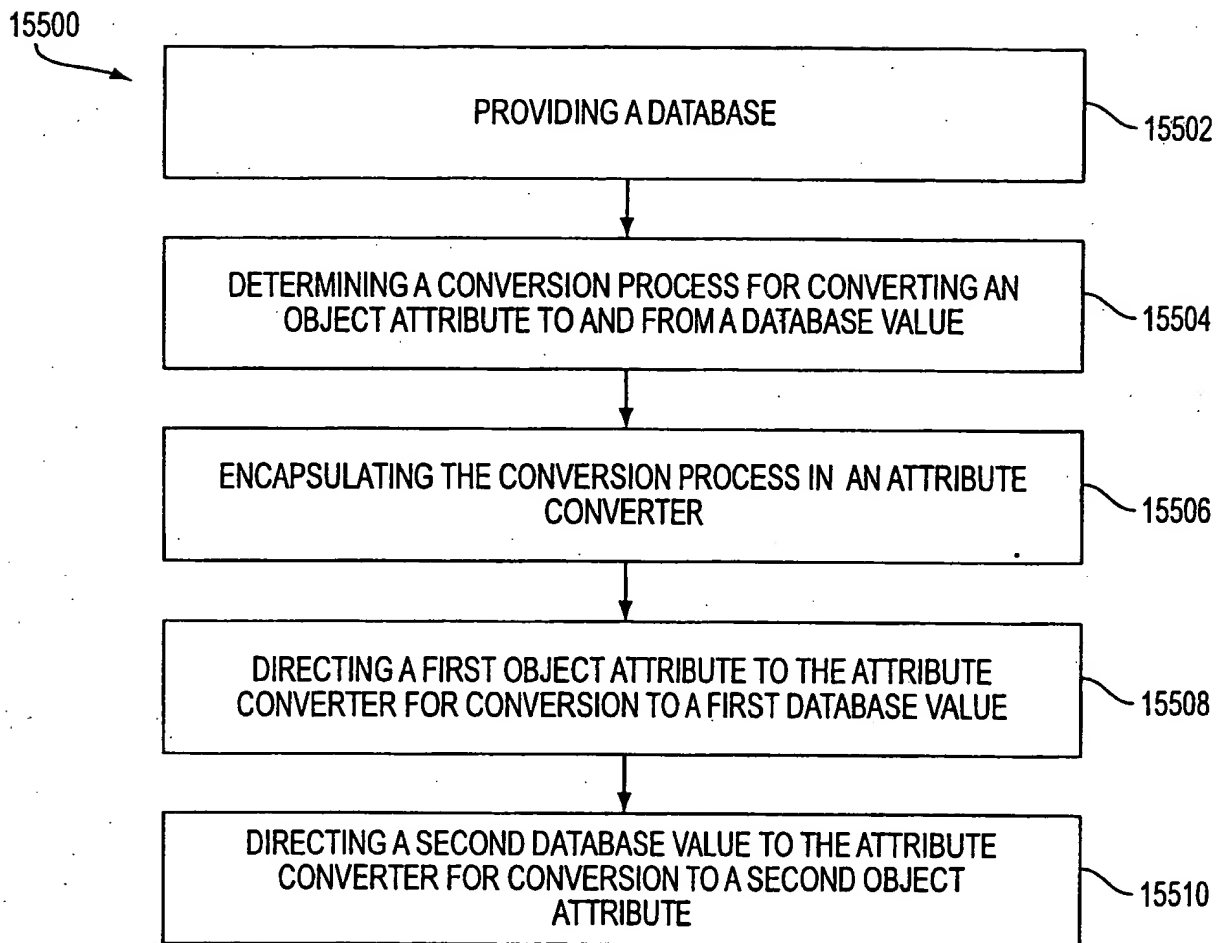 15500
PROVIDING A DATABASE
15502
DETERMINING A CONVERSION PROCESS FOR CONVERTING AN
OBJECT ATTRIBUTE TO AND FROM A DATABASE VALUE
15504
ENCAPSULATING THE CONVERSION PROCESS IN AN ATTRIBUTE
CONVERTER
15506
DIRECTING A FIRST OBJECT ATTRIBUTE TO THE ATTRIBUTE
CONVERTER FOR CONVERSION TO A FIRST DATABASE VALUE
15508
DIRECTING A SECOND DATABASE VALUE TO THE ATTRIBUTE
CONVERTER FOR CONVERSION TO A SECOND OBJECT
ATTRIBUTE
15510